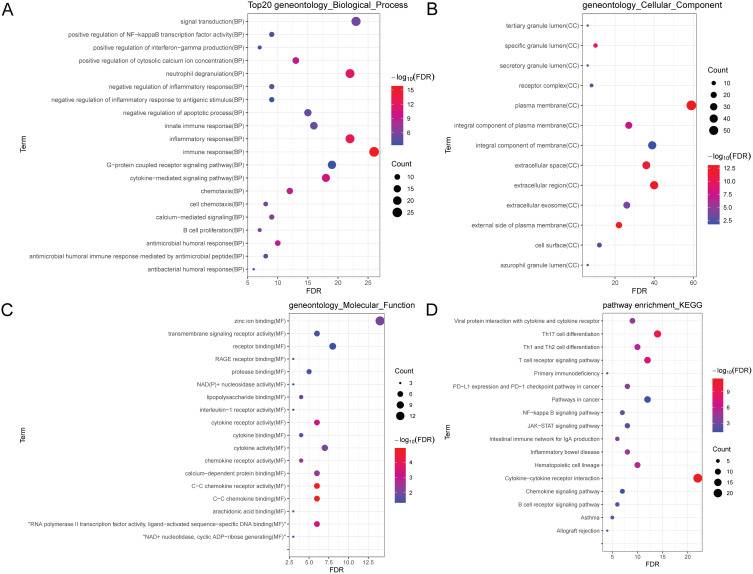 A
Top20 geneontology_Biological_Process
signal transduction(BP)
positive regulation of NF-kappaB transcription factor activity(BP)
positive regulation of interferon-gamma production(BP)
positive regulation of cytosolic calcium ion concentration(BP)
neutrophil degranulation(BP)
negative regulation of inflammatory response(BP)
negative regulation of inflammatory response to antigenic stimulus(BP)
negative regulation of apoptotic process(BP)
innate immune response(BP)
inflammatory response(BP)
immune response(BP)
G-protein coupled receptor signaling pathway(BP)
cytokine-mediated signaling pathway(BP)
chemotaxis(BP)
cell chemotaxis(BP)
calcium-mediated signaling(BP)
B cell proliferation(BP)
antimicrobial humoral response(BP)
antimicrobial humoral immune response mediated by antimicrobial peptide(BP)
antibacterial humoral response(BP)
Term
5 10 15 20 25
FDR
−log10(FDR)
15
12
9
6
3
Count
10
15
20
25
B
geneontology_Cellular_Component
tertiary granule lumen(CC)
specific granule lumen(CC)
secretory granule lumen(CC)
receptor complex(CC)
plasma membrane(CC)
integral component of plasma membrane(CC)
integral component of membrane(CC)
extracellular space(CC)
extracellular region(CC)
extracellular exosome(CC)
external side of plasma membrane(CC)
cell surface(CC)
azurophil granule lumen(CC)
Term
20 40 60
FDR
Count
10
20
30
40
50
−log10(FDR)
12.5
10.0
7.5
5.0
2.5
C
geneontology_Molecular_Function
zinc ion binding(MF)
transmembrane signaling receptor activity(MF)
receptor binding(MF)
RAGE receptor binding(MF)
protease binding(MF)
NAD(P)+ nucleosidase activity(MF)
lipopolysaccharide binding(MF)
interleukin-1 receptor activity(MF)
cytokine receptor activity(MF)
cytokine binding(MF)
cytokine activity(MF)
chemokine receptor activity(MF)
calcium-dependent protein binding(MF)
C-C chemokine receptor activity(MF)
C-C chemokine binding(MF)
arachidonic acid binding(MF)
"RNA polymerase II transcription factor activity, ligand-activated sequence-specific DNA binding(MF)"
"NAD+ nucleotidase, cyclic ADP-ribose generating(MF)"
Term
2.5 5.0 7.5 10.0 12.5
FDR
Count
3
6
9
12
−log10(FDR)
4
3
2
D
pathway enrichment_KEGG
Viral protein interaction with cytokine and cytokine receptor
Th17 cell differentiation
Th1 and Th2 cell differentiation
T cell receptor signaling pathway
Primary immunodeficiency
PD-L1 expression and PD-1 checkpoint pathway in cancer
Pathways in cancer
NF-kappa B signaling pathway
JAK-STAT signaling pathway
Intestinal immune network for IgA production
Inflammatory bowel disease
Hematopoietic cell lineage
Cytokine-cytokine receptor interaction
Chemokine signaling pathway
B cell receptor signaling pathway
Asthma
Allograft rejection
Term
5 10 15 20
FDR
−log10(FDR)
9
7
5
3
Count
5
10
15
20